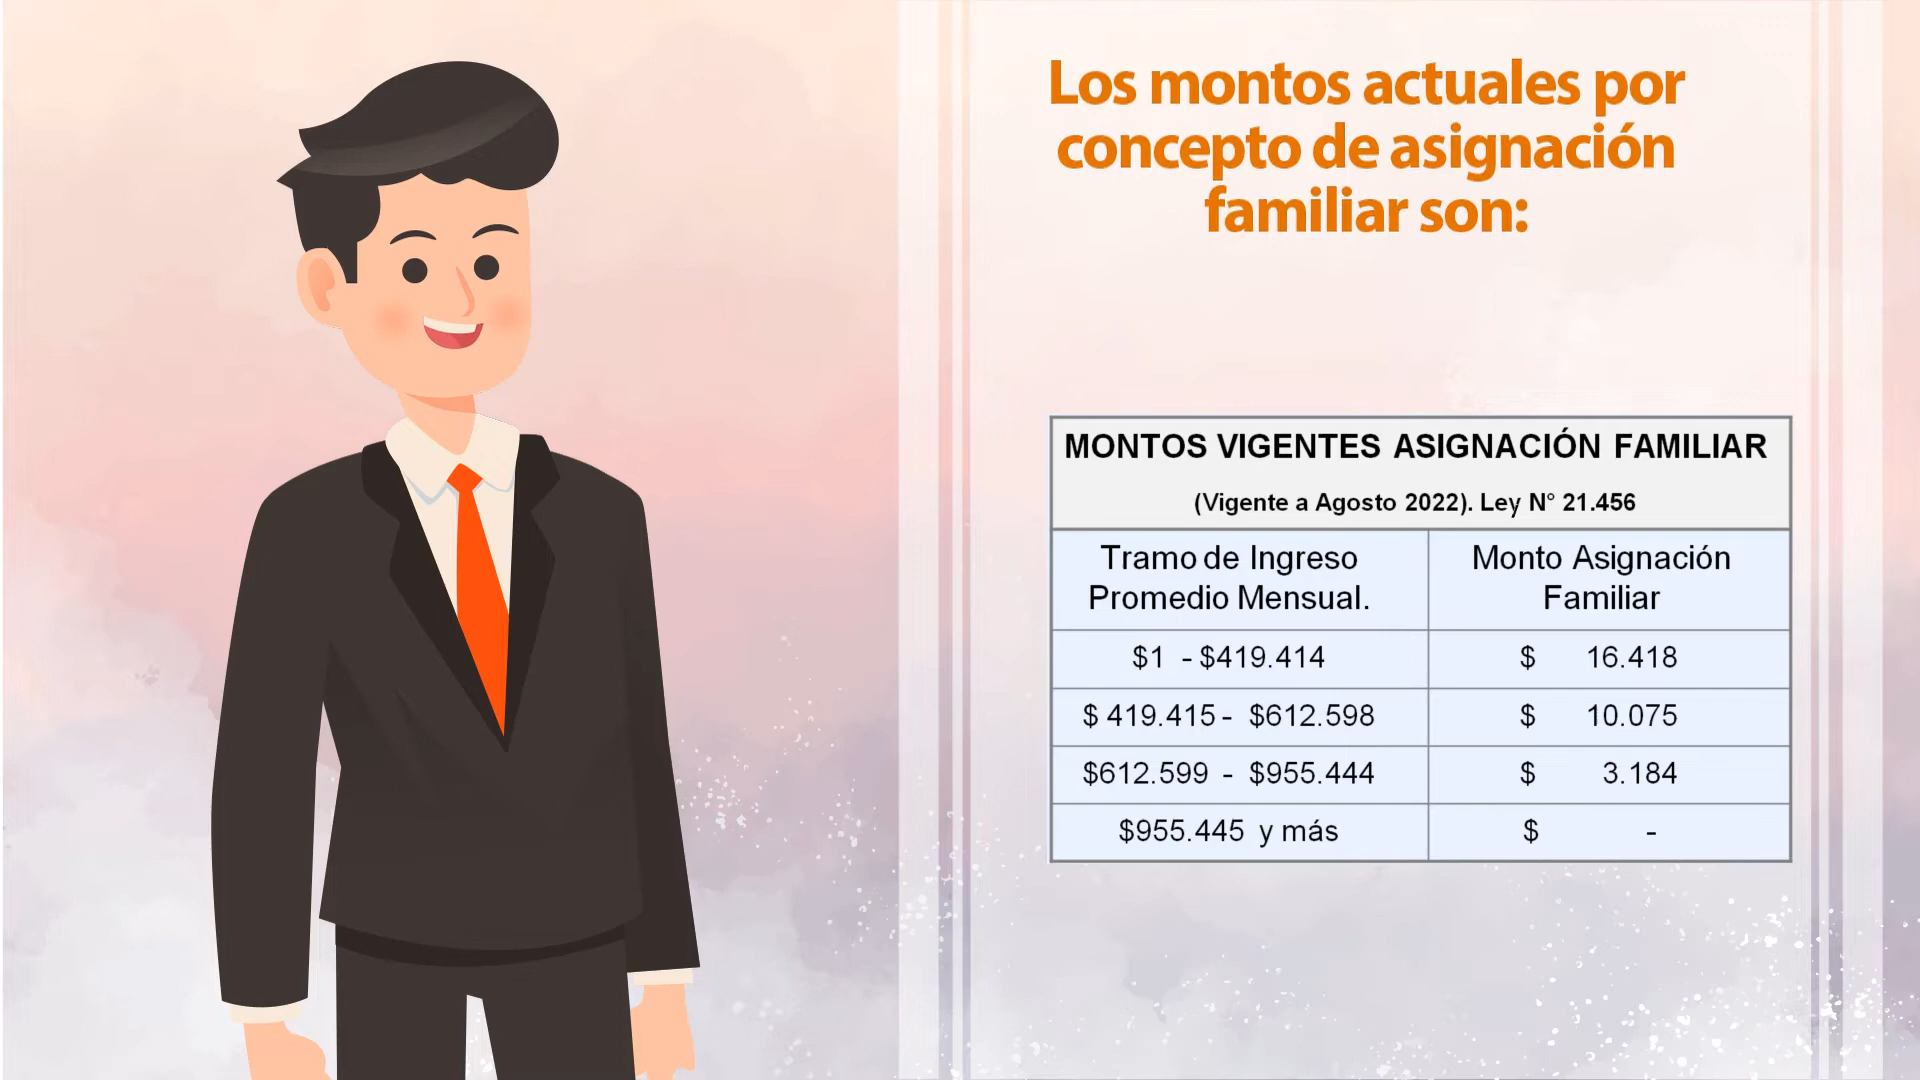 Los montos actuales por
concepto de asignación
familiar son:
MONTOS VIGENTES ASIGNACIÓN FAMILIAR
(Vigente a Agosto 2022). Ley N° 21.456
Tramo de Ingreso
Promedio Mensual.
Monto Asignación
Familiar
$1 - $419.414 $ 16.418
$ 419.415 - $612.598 $ 10.075
$612.599 - $955.444 $ 3.184
$955.445 y más $ -